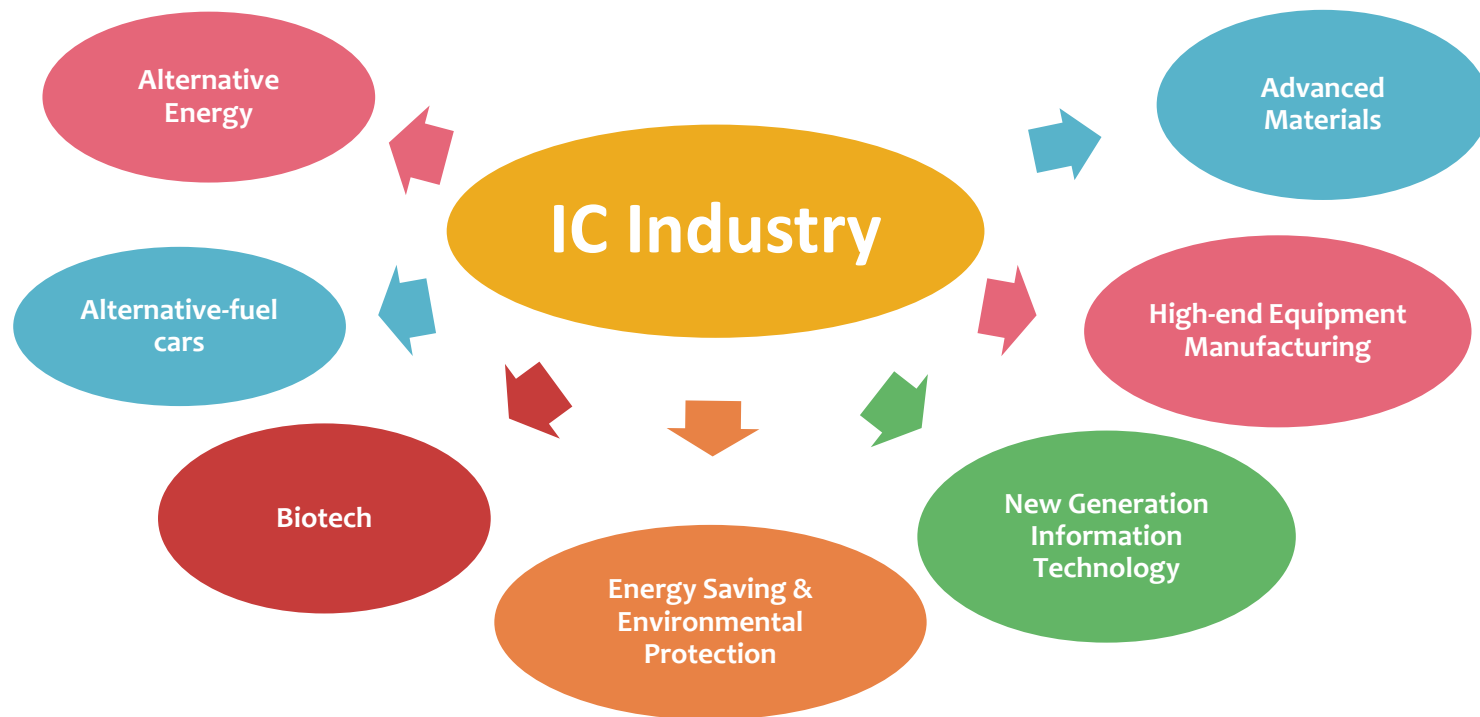 Alternative
Energy
Advanced
Materials
IC Industry
Alternative-fuel
cars
High-end Equipment
Manufacturing
Biotech
New Generation
Information
Technology
Energy Saving &
Environmental
Protection